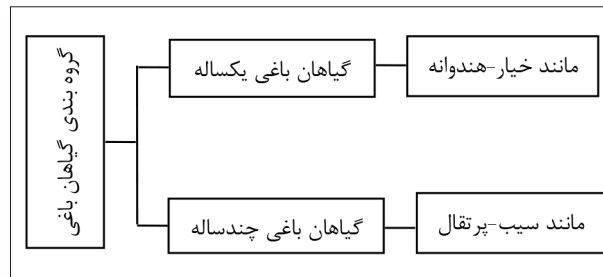 گروه بندی گیاهان باغی
گیاهان باغی یکساله
مانند خیار-هندوانه
گیاهان باغی چندساله
مانند سیب-پرتقال